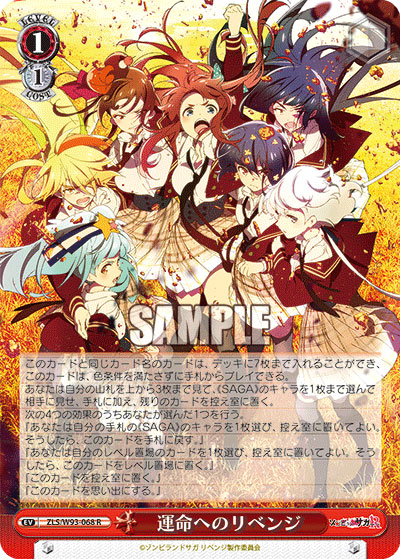 LEVEL
1
1
COST
SAMPLE
このカードと同じカード名のカードは、デッキに7枚まで入れることができ、
このカードは、色条件を満たさずに手札からプレイできる。
あなたは自分の山札を上から3枚まで見て、《SAGA》のキャラを1枚まで選んで
相手に見せ、手札に加え、残りのカードを控え室に置く。
次の4つの効果のうちあなたが選んだ1つを行う。
『あなたは自分の手札の《SAGA》のキャラを1枚選び、控え室に置いてよい。
そうしたら、このカードを手札に戻す。』
『あなたは自分のレベル置場のカードを1枚選び、控え室に置いてよい。そう
したら、このカードをレベル置場に置く。』
『このカードを控え室に置く。』
『このカードを思い出にする。』
EV ZLS/W93-068 R 運命へのリベンジ
©ゾンビランドサガ リベンジ製作委員会